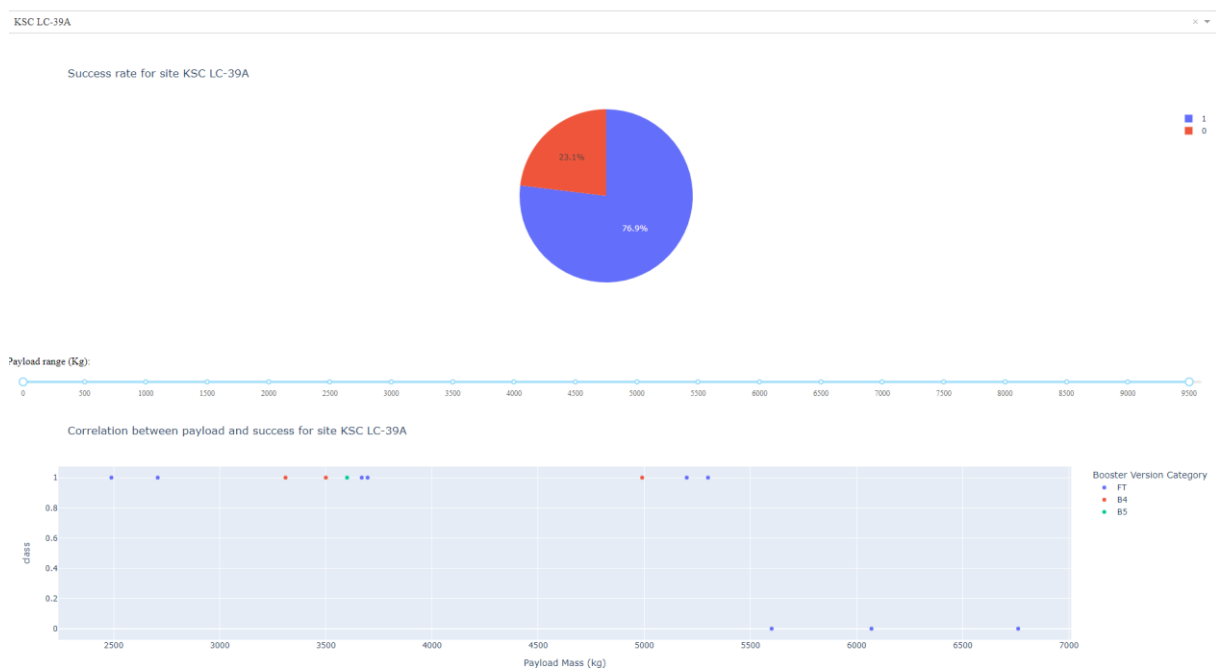 KSC LC-39A × ▾
Success rate for site KSC LC-39A
1
0
23.1%
76.9%
Payload range (Kg):
0 500 1000 1500 2000 2500 3000 3500 4000 4500 5000 5500 6000 6500 7000 7500 8000 8500 9000 9500
Correlation between payload and success for site KSC LC-39A
Booster Version Category
FT
B4
B5
class
1
0.8
0.6
0.4
0.2
0
2500 3000 3500 4000 4500 5000 5500 6000 6500 7000
Payload Mass (kg)